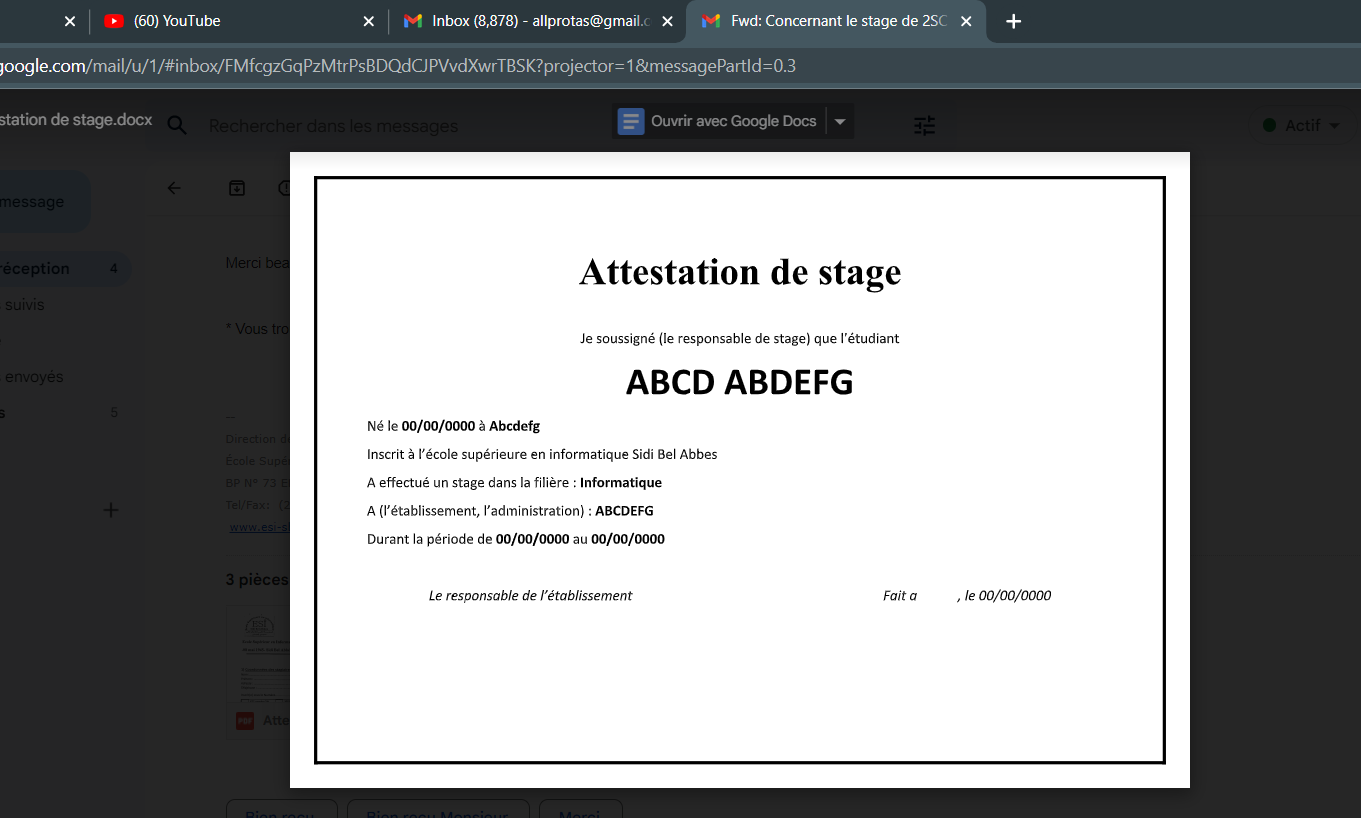 (60) YouTube
Inbox (8,878) - allprotas@gmail.c
Fwd: Concernant le stage de 2SC
google.com/mail/u/1/#inbox/FMfcgzGqPzMtrPsBDQdCJPVvdXwrTBSK?projector=1&messagePartId=0.3
station de stage.docx
Rechercher dans les messages
Ouvrir avec Google Docs
Actif
message
réception 4
suivis
envoyés
5
Merci bea
* Vous tro
--
Direction de
École Supé
BP N° 73 E
Tel/Fax: (2
www.esi-s
3 pièces
PDF Atte
Attestation de stage
Je soussigné (le responsable de stage) que l'étudiant
ABCD ABDEFG
Né le 00/00/0000 à Abcdefg
Inscrit à l'école supérieure en informatique Sidi Bel Abbes
A effectué un stage dans la filière : Informatique
A (l'établissement, l'administration) : ABCDEFG
Durant la période de 00/00/0000 au 00/00/0000
Le responsable de l'établissement Fait a , le 00/00/0000
Bien reçu Bien reçu Monsieur Merci